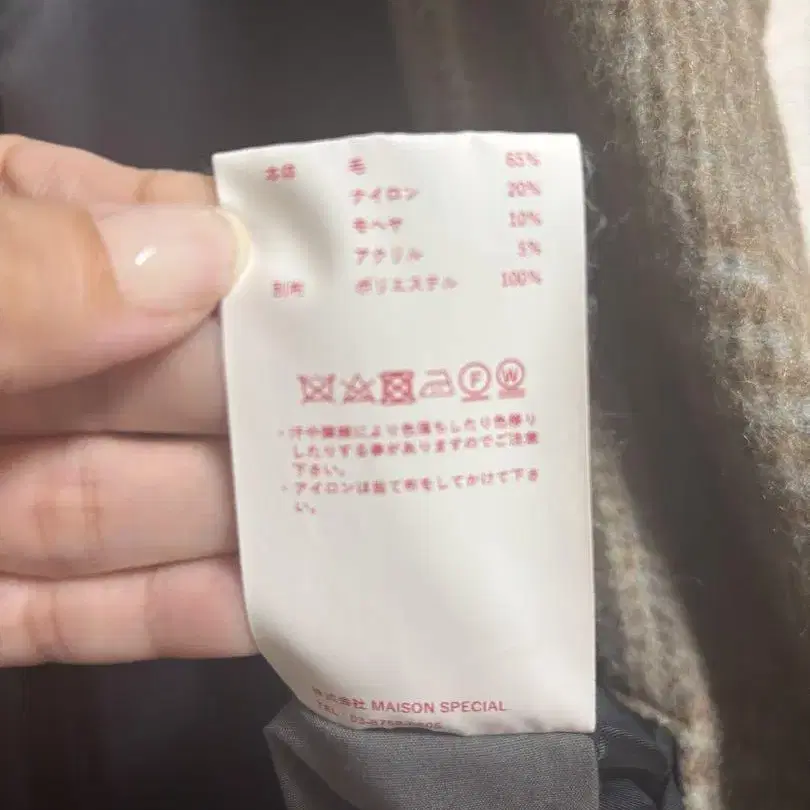 本体 毛 65%
ナイロン 20%
モヘヤ 10%
アクリル 5%
別布 ポリエステル 100%
F W
・汗や摩擦により色落ちしたり色移り
したりする事がありますのでご注意
下さい。
・アイロンは当て布をしてかけて下さ
い。
株式会社 MAISON SPECIAL
TEL